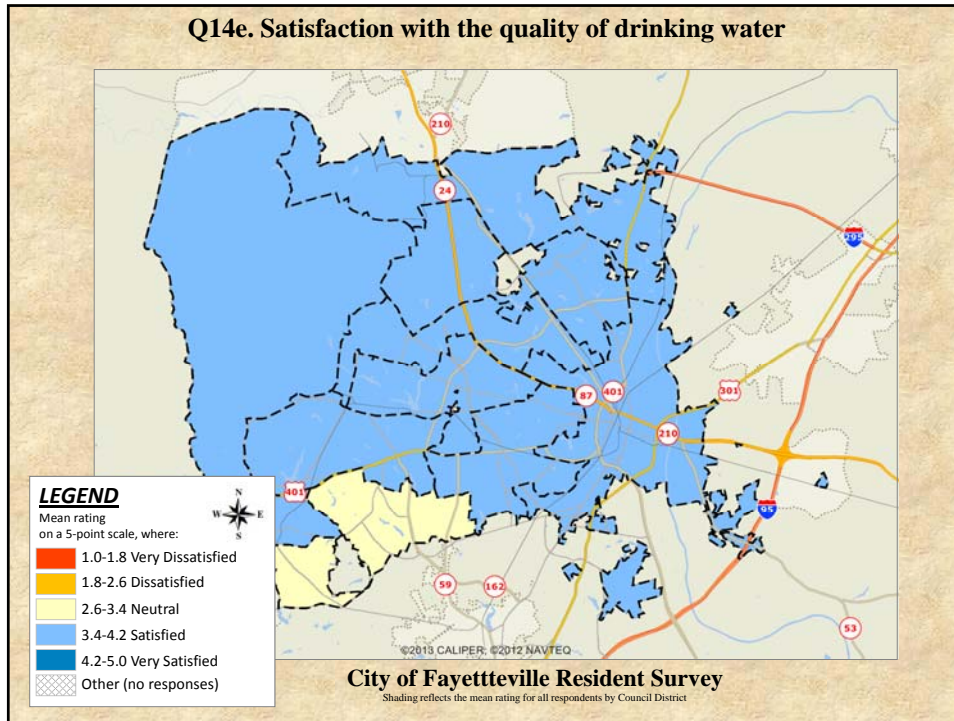 Q14e. Satisfaction with the quality of drinking water
210
24
295
87
401
301
210
401
95
59
162
53
LEGEND
Mean rating
on a 5-point scale, where:
N
W E
S
1.0-1.8 Very Dissatisfied
1.8-2.6 Dissatisfied
2.6-3.4 Neutral
3.4-4.2 Satisfied
4.2-5.0 Very Satisfied
Other (no responses)
©2013 CALIPER; ©2012 NAVTEQ
City of Fayettteville Resident Survey
Shading reflects the mean rating for all respondents by Council District